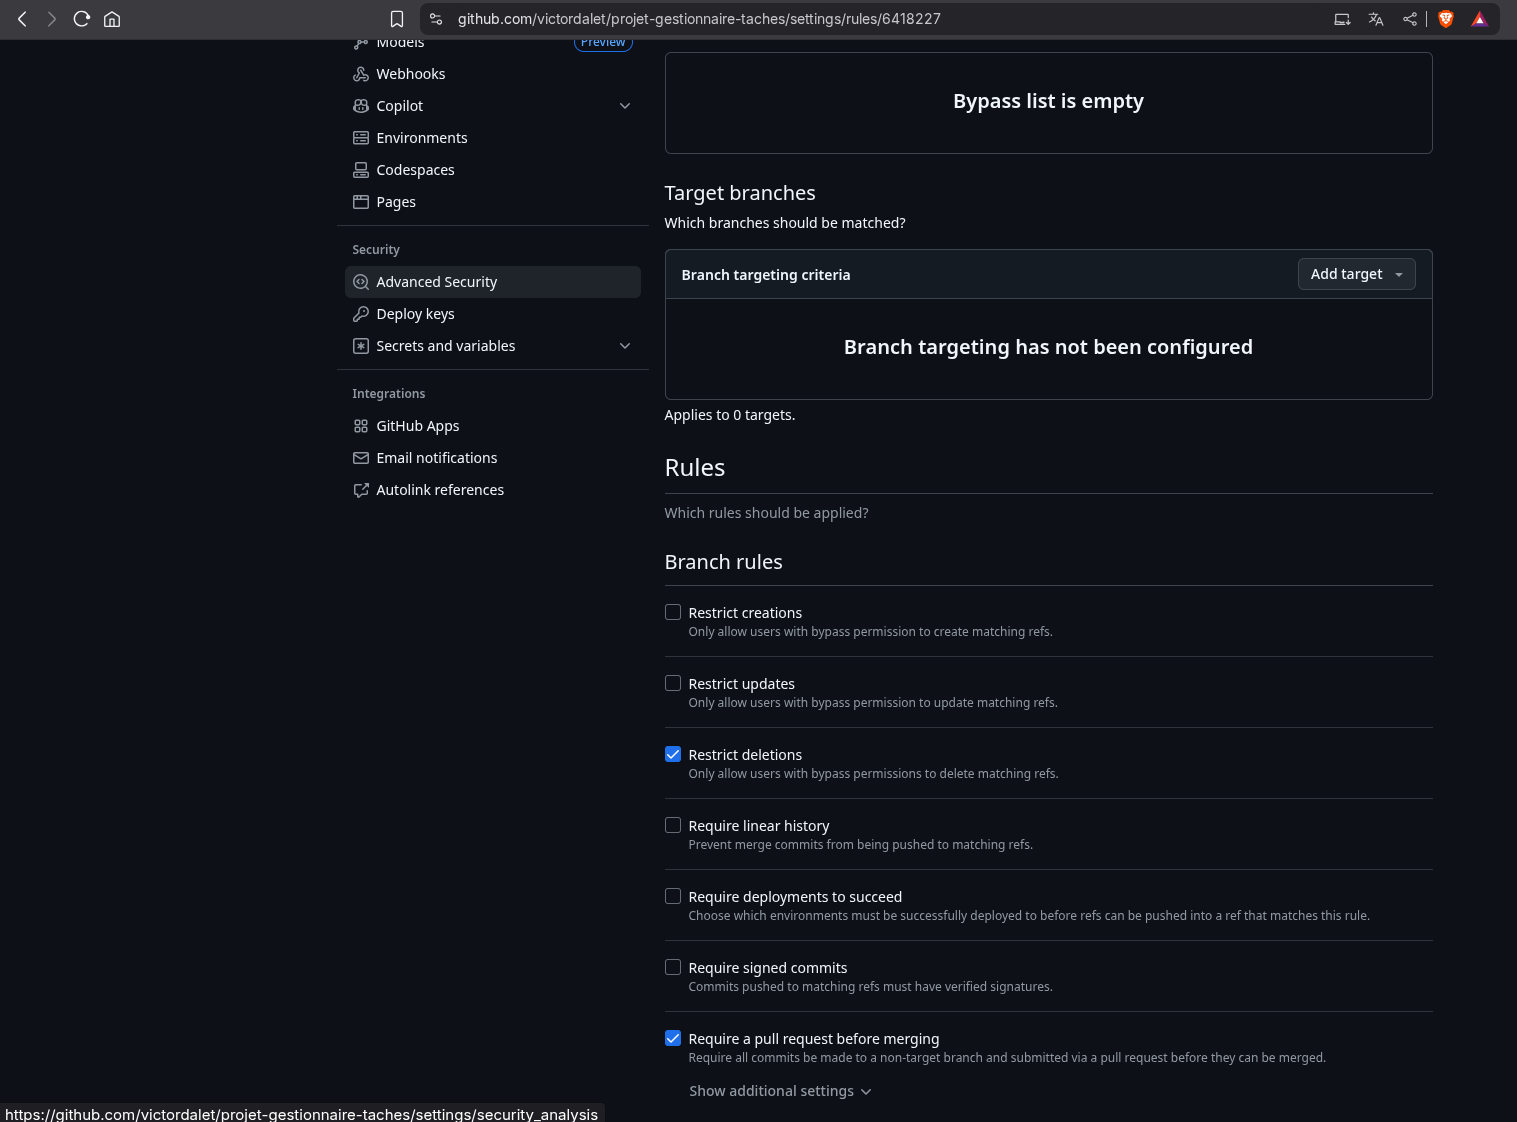 github.com/victordalet/projet-gestionnaire-taches/settings/rules/6418227
Models
Preview
Webhooks
Copilot
Environments
Codespaces
Pages
Security
Advanced Security
Deploy keys
Secrets and variables
Integrations
GitHub Apps
Email notifications
Autolink references
Bypass list is empty
Target branches
Which branches should be matched?
Branch targeting criteria
Add target
Branch targeting has not been configured
Applies to 0 targets.
Rules
Which rules should be applied?
Branch rules
Restrict creations
Only allow users with bypass permission to create matching refs.
Restrict updates
Only allow users with bypass permission to update matching refs.
Restrict deletions
Only allow users with bypass permissions to delete matching refs.
Require linear history
Prevent merge commits from being pushed to matching refs.
Require deployments to succeed
Choose which environments must be successfully deployed to before refs can be pushed into a ref that matches this rule.
Require signed commits
Commits pushed to matching refs must have verified signatures.
Require a pull request before merging
Require all commits be made to a non-target branch and submitted via a pull request before they can be merged.
Show additional settings
https://github.com/victordalet/projet-gestionnaire-taches/settings/security_analysis